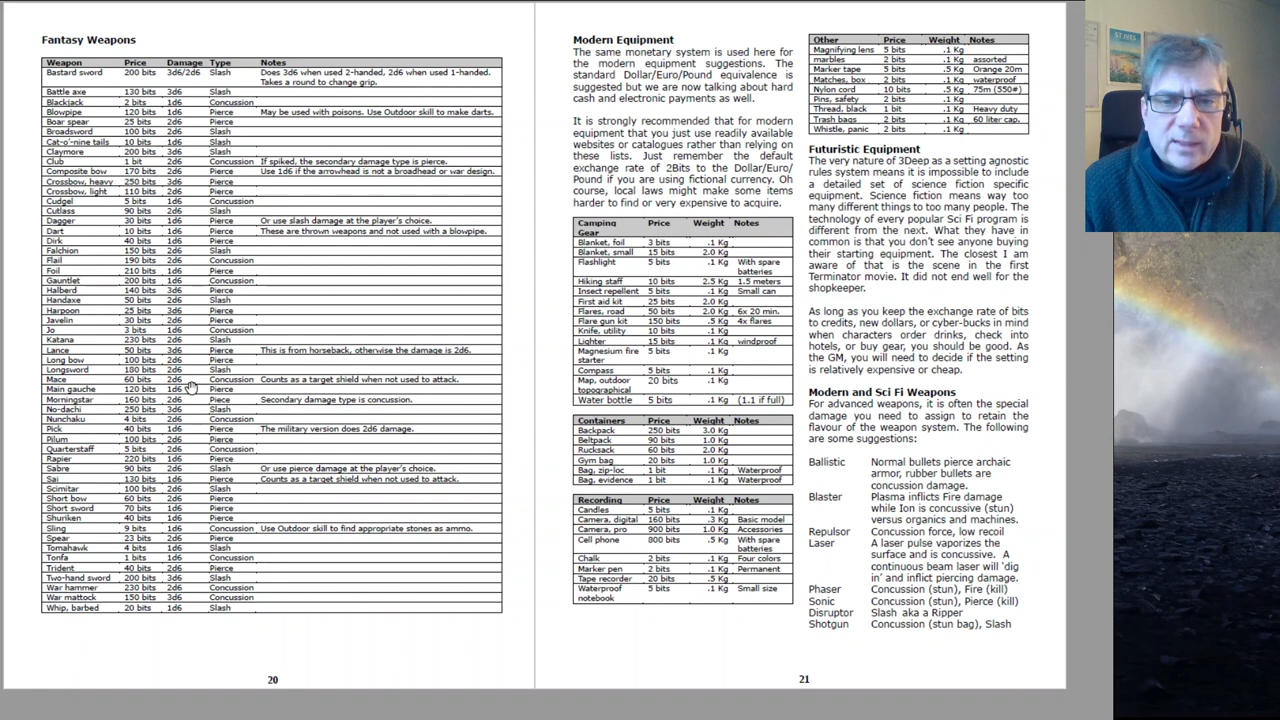 Fantasy Weapons
Weapon Price Damage Type Notes
Bastard sword 200 bits 3d6/2d6 Slash Does 3d6 when used 2-handed, 2d6 when used 1-handed.
Takes a round to change grip.
Battle axe 130 bits 3d6 Slash
Blackjack 2 bits 1d6 Concussion
Blowpipe 120 bits 1d6 Pierce May be used with poisons. Use Outdoor skill to make darts.
Boar spear 25 bits 2d6 Pierce
Broadsword 100 bits 2d6 Slash
Cat-o'-nine tails 10 bits 1d6 Slash
Claymore 200 bits 3d6 Slash
Club 1 bit 2d6 Concussion If spiked, the secondary damage type is pierce.
Composite bow 170 bits 2d6 Pierce Use 1d6 if the arrowhead is not a broadhead or war design.
Crossbow, heavy 250 bits 3d6 Pierce
Crossbow, light 110 bits 2d6 Pierce
Cudgel 5 bits 1d6 Concussion
Cutlass 90 bits 2d6 Slash
Dagger 30 bits 1d6 Pierce Or use slash damage at the player's choice.
Dart 10 bits 1d6 Pierce These are thrown weapons and not used with a blowpipe.
Dirk 40 bits 1d6 Pierce
Falchion 150 bits 2d6 Slash
Flail 190 bits 2d6 Concussion
Foil 210 bits 1d6 Pierce
Gauntlet 200 bits 1d6 Concussion
Halberd 140 bits 3d6 Pierce
Handaxe 50 bits 2d6 Slash
Harpoon 25 bits 3d6 Pierce
Javelin 30 bits 2d6 Pierce
Jo 3 bits 1d6 Concussion
Katana 230 bits 2d6 Slash
Lance 50 bits 3d6 Pierce This is from horseback, otherwise the damage is 2d6.
Long bow 100 bits 2d6 Pierce
Longsword 180 bits 2d6 Slash
Mace 60 bits 2d6 Concussion Counts as a target shield when not used to attack.
Main gauche 120 bits 1d6 Pierce
Morningstar 160 bits 2d6 Piece Secondary damage type is concussion.
No-dachi 250 bits 3d6 Slash
Nunchaku 4 bits 2d6 Concussion
Pick 40 bits 1d6 Pierce The military version does 2d6 damage.
Pilum 100 bits 2d6 Pierce
Quarterstaff 5 bits 2d6 Concussion
Rapier 220 bits 1d6 Pierce
Sabre 90 bits 2d6 Slash Or use pierce damage at the player's choice.
Sai 130 bits 1d6 Pierce Counts as a target shield when not used to attack.
Scimitar 100 bits 2d6 Slash
Short bow 60 bits 2d6 Pierce
Short sword 70 bits 1d6 Pierce
Shuriken 40 bits 1d6 Pierce
Sling 9 bits 1d6 Concussion Use Outdoor skill to find appropriate stones as ammo.
Spear 23 bits 2d6 Pierce
Tomahawk 4 bits 1d6 Slash
Tonfa 1 bits 1d6 Concussion
Trident 40 bits 2d6 Pierce
Two-hand sword 200 bits 3d6 Slash
War hammer 230 bits 2d6 Concussion
War mattock 150 bits 3d6 Concussion
Whip, barbed 20 bits 1d6 Slash
20
Modern Equipment
The same monetary system is used here for
the modern equipment suggestions. The
standard Dollar/Euro/Pound equivalence is
suggested but we are now talking about hard
cash and electronic payments as well.
It is strongly recommended that for modern
equipment that you just use readily available
websites or catalogues rather than relying on
these lists. Just remember the default
exchange rate of 2Bits to the Dollar/Euro/
Pound if you are using fictional currency. Oh
course, local laws might make some items
harder to find or very expensive to acquire.
Camping Gear Price Weight Notes
Blanket, foil 3 bits .1 Kg
Blanket, small 15 bits 2.0 Kg
Flashlight 5 bits .1 Kg With spare
batteries
Hiking staff 10 bits 2.5 Kg 1.5 meters
Insect repellent 5 bits .1 Kg Small can
First aid kit 25 bits 2.0 Kg
Flares, road 50 bits 2.0 Kg 6x 20 min.
Flare gun kit 150 bits .5 Kg 4x flares
Knife, utility 10 bits .1 Kg
Lighter 15 bits .1 Kg windproof
Magnesium fire 5 bits .1 Kg
starter
Compass 5 bits .1 Kg
Map, outdoor 20 bits .1 Kg
topographical
Water bottle 5 bits .1 Kg (1.1 if full)
Containers Price Weight Notes
Backpack 250 bits 3.0 Kg
Beltpack 90 bits 1.0 Kg
Rucksack 60 bits 2.0 Kg
Gym bag 20 bits 1.0 Kg
Bag, zip-loc 1 bit .1 Kg Waterproof
Bag, evidence 1 bit .1 Kg Waterproof
Recording Price Weight Notes
Candles 5 bits .1 Kg
Camera, digital 160 bits .3 Kg Basic model
Camera, pro 900 bits 1.0 Kg Accessories
Cell phone 800 bits .5 Kg With spare
batteries
Chalk 2 bits .1 Kg Four colors
Marker pen 2 bits .1 Kg Permanent
Tape recorder 20 bits .5 Kg
Waterproof 5 bits .1 Kg Small size
notebook
Other Price Weight Notes
Magnifying lens 5 bits .1 Kg
marbles 2 bits .1 Kg assorted
Marker tape 5 bits .5 Kg Orange 20m
Matches, box 2 bits .1 Kg waterproof
Nylon cord 10 bits .5 Kg 75m (550#)
Pins, safety 2 bits .1 Kg
Thread, black 1 bit .1 Kg Heavy duty
Trash bags 2 bits .1 Kg 60 liter cap.
Whistle, panic 2 bits .1 Kg
Futuristic Equipment
The very nature of 3Deep as a setting agnostic
rules system means it is impossible to include
a detailed set of science fiction specific
equipment. Science fiction means way too
many different things to too many people. The
technology of every popular Sci Fi program is
different from the next. What they have in
common is that you don't see anyone buying
their starting equipment. The closest I am
aware of that is the scene in the first
Terminator movie. It did not end well for the
shopkeeper.
As long as you keep the exchange rate of bits
to credits, new dollars, or cyber-bucks in mind
when characters order drinks, check into
hotels, or buy gear, you should be good. As
the GM, you will need to decide if the setting
is relatively expensive or cheap.
Modern and Sci Fi Weapons
For advanced weapons, it is often the special
damage you need to assign to retain the
flavour of the weapon system. The following
are some suggestions:
Ballistic Normal bullets pierce archaic
armor, rubber bullets are
concussion damage.
Blaster Plasma inflicts Fire damage
while Ion is concussive (stun)
versus organics and machines.
Repulsor Concussion force, low recoil
Laser A laser pulse vaporizes the
surface and is concussive. A
continuous beam laser will 'dig
in' and inflict piercing damage.
Phaser Concussion (stun), Fire (kill)
Sonic Concussion (stun), Pierce (kill)
Disruptor Slash aka a Ripper
Shotgun Concussion (stun bag), Slash
21